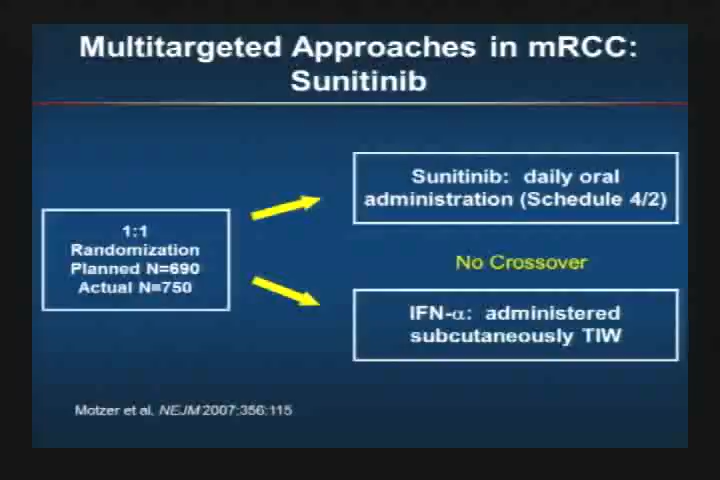 Multitargeted Approaches in mRCC:
Sunitinib
1:1
Randomization
Planned N=690
Actual N=750
Sunitinib: daily oral
administration (Schedule 4/2)
No Crossover
IFN-α: administered
subcutaneously TIW
Motzer et al. NEJM 2007;356:115